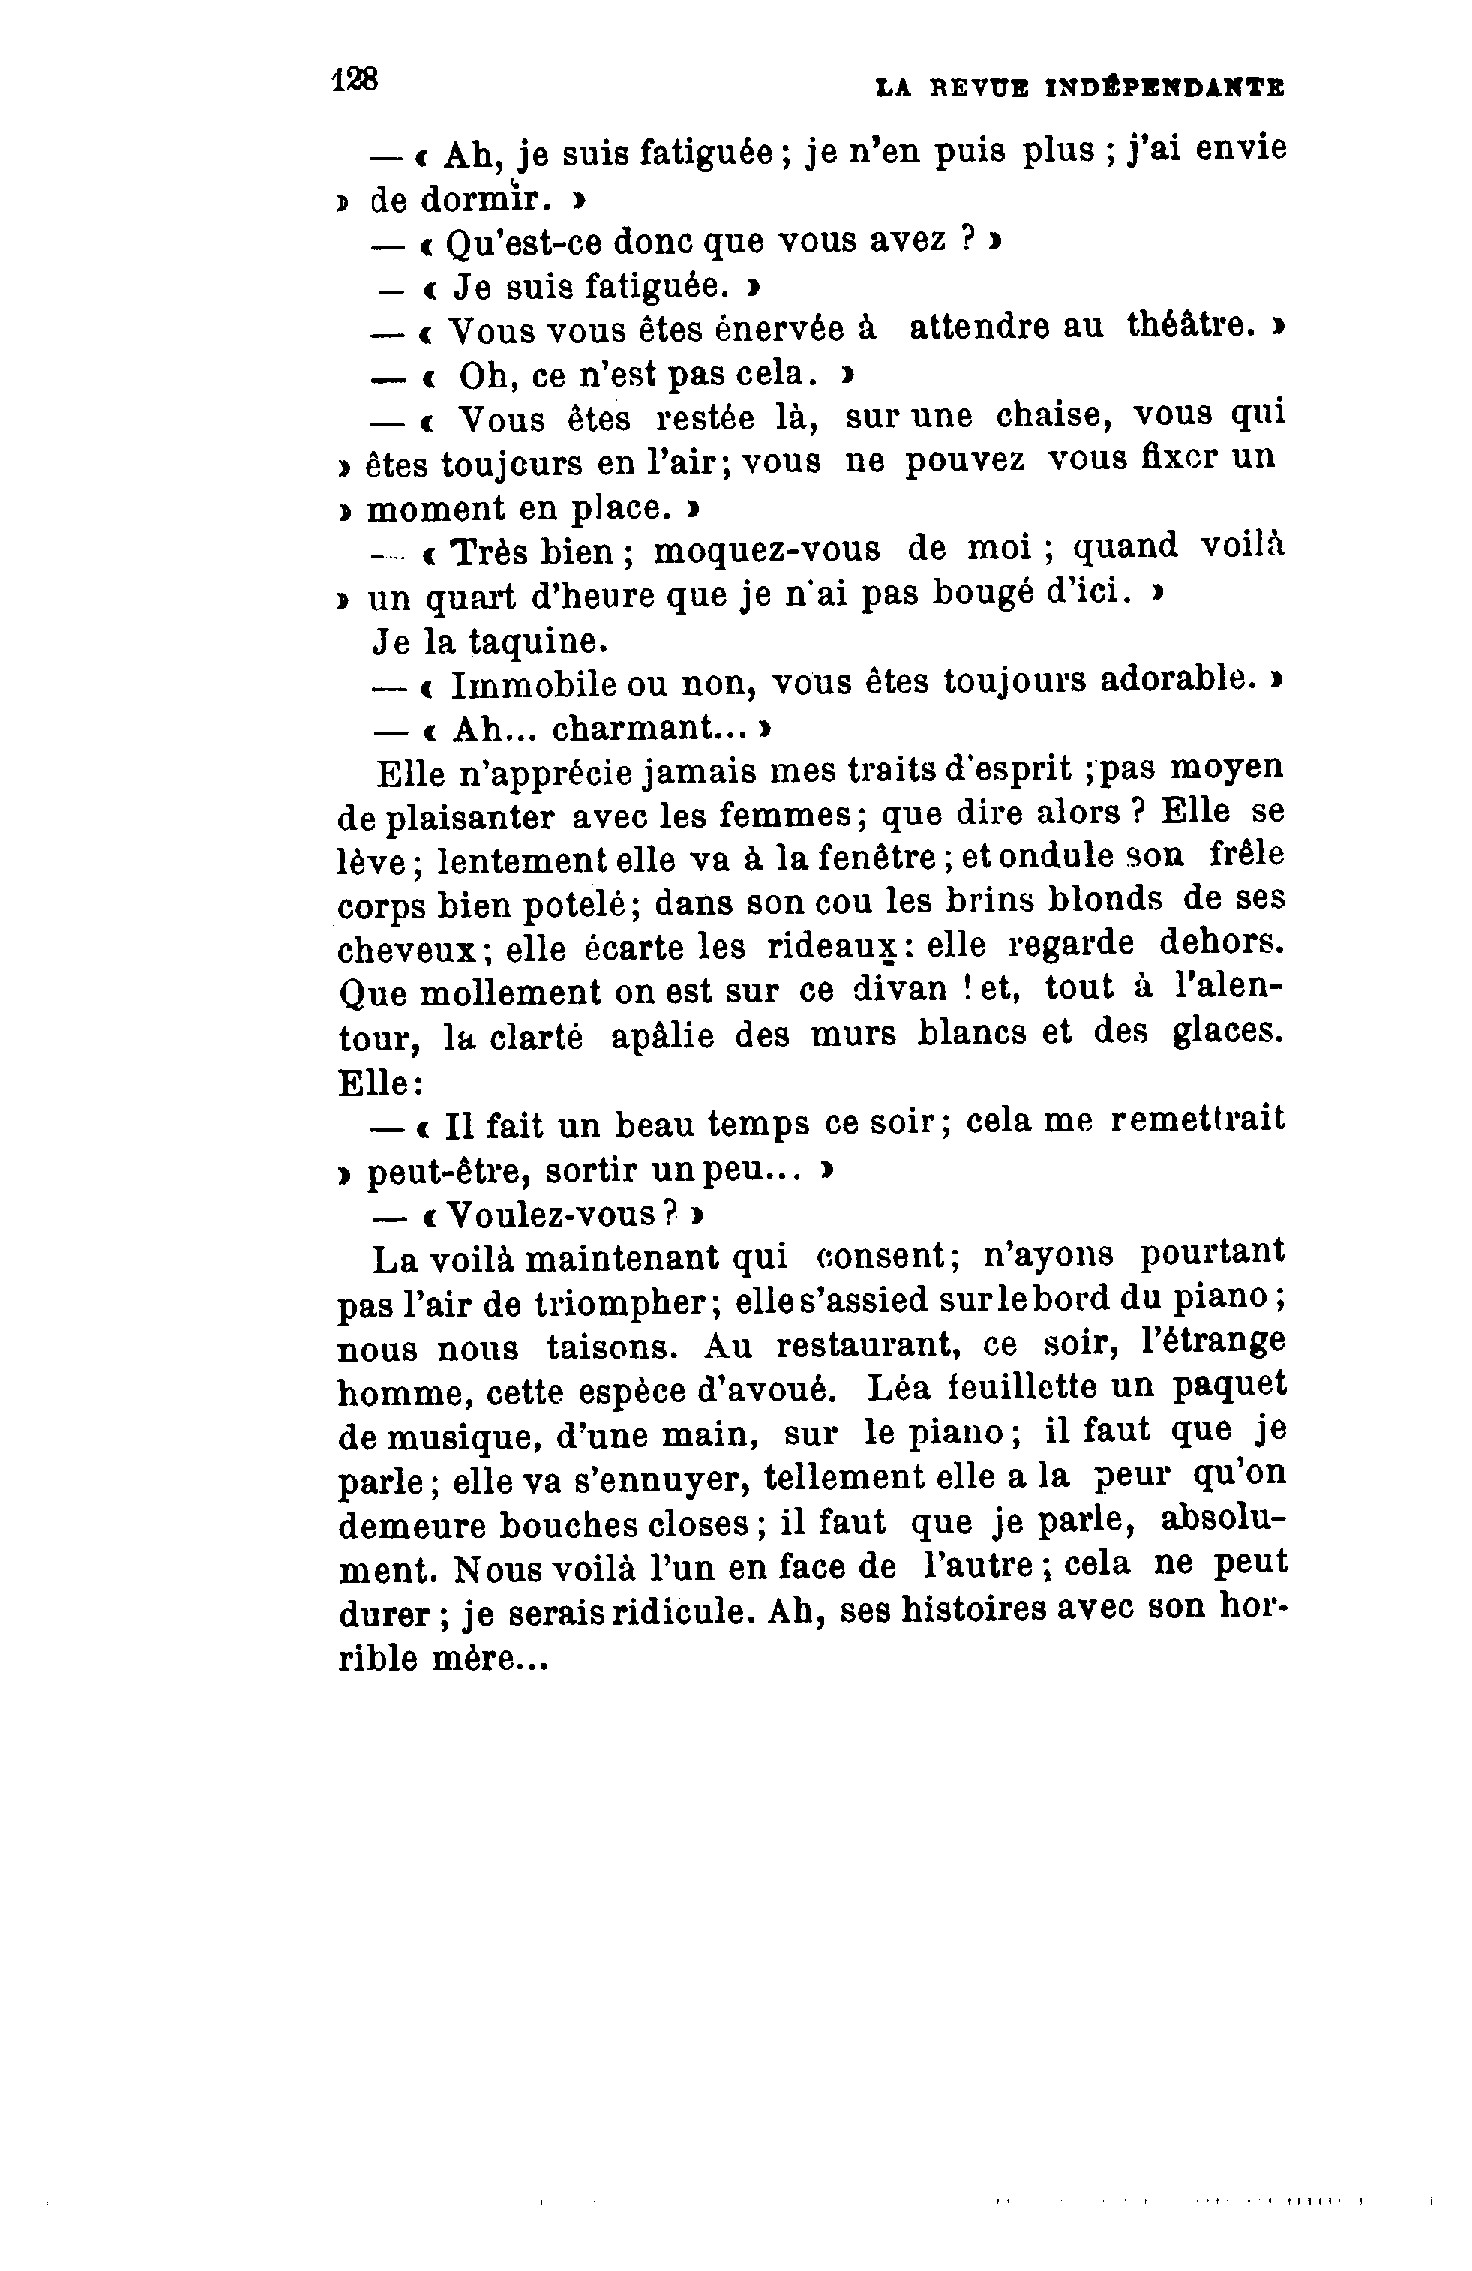 128
LA REVUE INDÉPENDANTE
— « Ah, je suis fatiguée ; je n'en puis plus ; j'ai envie
» de dormir. »
— « Qu'est-ce donc que vous avez ? »
— « Je suis fatiguée. »
— « Vous vous êtes énervée à attendre au théâtre. »
— « Oh, ce n'est pas cela. »
— « Vous êtes restée là, sur une chaise, vous qui
» êtes toujours en l'air; vous ne pouvez vous fixer un
» moment en place. »
— « Très bien ; moquez-vous de moi ; quand voilà
» un quart d'heure que je n'ai pas bougé d'ici. »
Je la taquine.
— « Immobile ou non, vous êtes toujours adorable. »
— « Ah... charmant... »
Elle n'apprécie jamais mes traits d'esprit ; pas moyen
de plaisanter avec les femmes; que dire alors ? Elle se
lève ; lentement elle va à la fenêtre ; et ondule son frêle
corps bien potelé; dans son cou les brins blonds de ses
cheveux; elle écarte les rideaux: elle regarde dehors.
Que mollement on est sur ce divan ! et, tout à l'alen-
tour, la clarté apâlie des murs blancs et des glaces.
Elle:
— « Il fait un beau temps ce soir; cela me remettrait
» peut-être, sortir un peu... »
— « Voulez-vous ? »
La voilà maintenant qui consent; n'ayons pourtant
pas l'air de triompher; elle s'assied sur le bord du piano ;
nous nous taisons. Au restaurant, ce soir, l'étrange
homme, cette espèce d'avoué. Léa feuillette un paquet
de musique, d'une main, sur le piano ; il faut que je
parle ; elle va s'ennuyer, tellement elle a la peur qu'on
demeure bouches closes ; il faut que je parle, absolu-
ment. Nous voilà l'un en face de l'autre ; cela ne peut
durer ; je serais ridicule. Ah, ses histoires avec son hor-
rible mère...